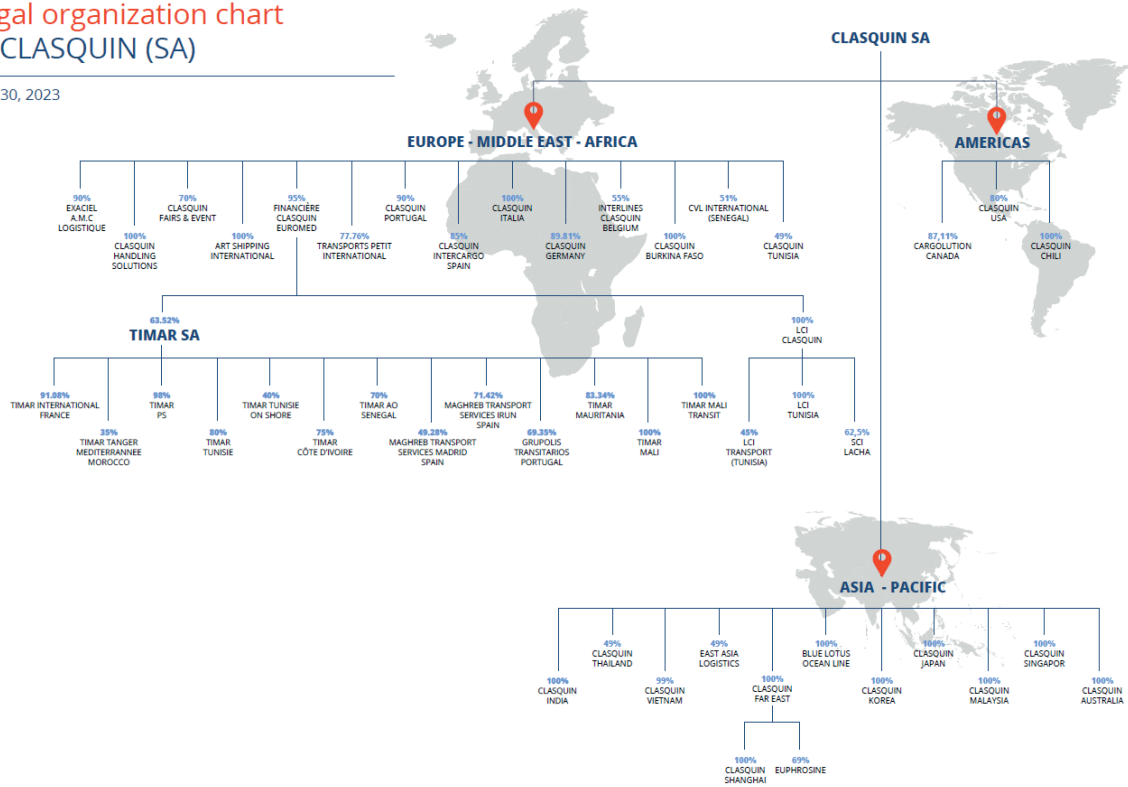 gal organization chart
CLASQUIN (SA)
30, 2023
CLASQUIN SA
EUROPE - MIDDLE EAST - AFRICA
AMERICAS
90%
EXACIEL
A.M.C
LOGISTIQUE
100%
CLASQUIN
HANDLING
SOLUTIONS
70%
CLASQUIN
FAIRS & EVENT
100%
ART SHIPPING
INTERNATIONAL
95%
FINANCIÈRE
CLASQUIN
EUROMED
77.76%
TRANSPORTS PETIT
INTERNATIONAL
90%
CLASQUIN
PORTUGAL
85%
CLASQUIN
INTERCARGO
SPAIN
100%
CLASQUIN
ITALIA
89.81%
CLASQUIN
GERMANY
55%
INTERLINES
CLASQUIN
BELGIUM
100%
CLASQUIN
BURKINA FASO
51%
CVL INTERNATIONAL
(SENEGAL)
49%
CLASQUIN
TUNISIA
87,11%
CARGOLUTION
CANADA
80%
CLASQUIN
USA
100%
CLASQUIN
CHILI
63.52%
TIMAR SA
100%
LCI
CLASQUIN
91.08%
TIMAR INTERNATIONAL
FRANCE
35%
TIMAR TANGER
MEDITERRANNEE
MOROCCO
98%
TIMAR
PS
80%
TIMAR
TUNISIE
40%
TIMAR TUNISIE
ON SHORE
75%
TIMAR
CÔTE D'IVOIRE
70%
TIMAR AO
SENEGAL
49.28%
MAGHREB TRANSPORT
SERVICES MADRID
SPAIN
71.42%
MAGHREB TRANSPORT
SERVICES IRUN
SPAIN
69.35%
GRUPOLIS
TRANSITARIOS
PORTUGAL
83.34%
TIMAR
MAURITANIA
100%
TIMAR
MALI
100%
TIMAR MALI
TRANSIT
45%
LCI
TRANSPORT
(TUNISIA)
100%
LCI
TUNISIA
62,5%
SCI
LACHA
ASIA - PACIFIC
100%
CLASQUIN
INDIA
49%
CLASQUIN
THAILAND
99%
CLASQUIN
VIETNAM
49%
EAST ASIA
LOGISTICS
100%
CLASQUIN
FAR EAST
100%
BLUE LOTUS
OCEAN LINE
100%
CLASQUIN
KOREA
100%
CLASQUIN
JAPAN
100%
CLASQUIN
MALAYSIA
100%
CLASQUIN
SINGAPOR
100%
CLASQUIN
AUSTRALIA
100%
CLASQUIN
SHANGHAI
69%
EUPHROSINE